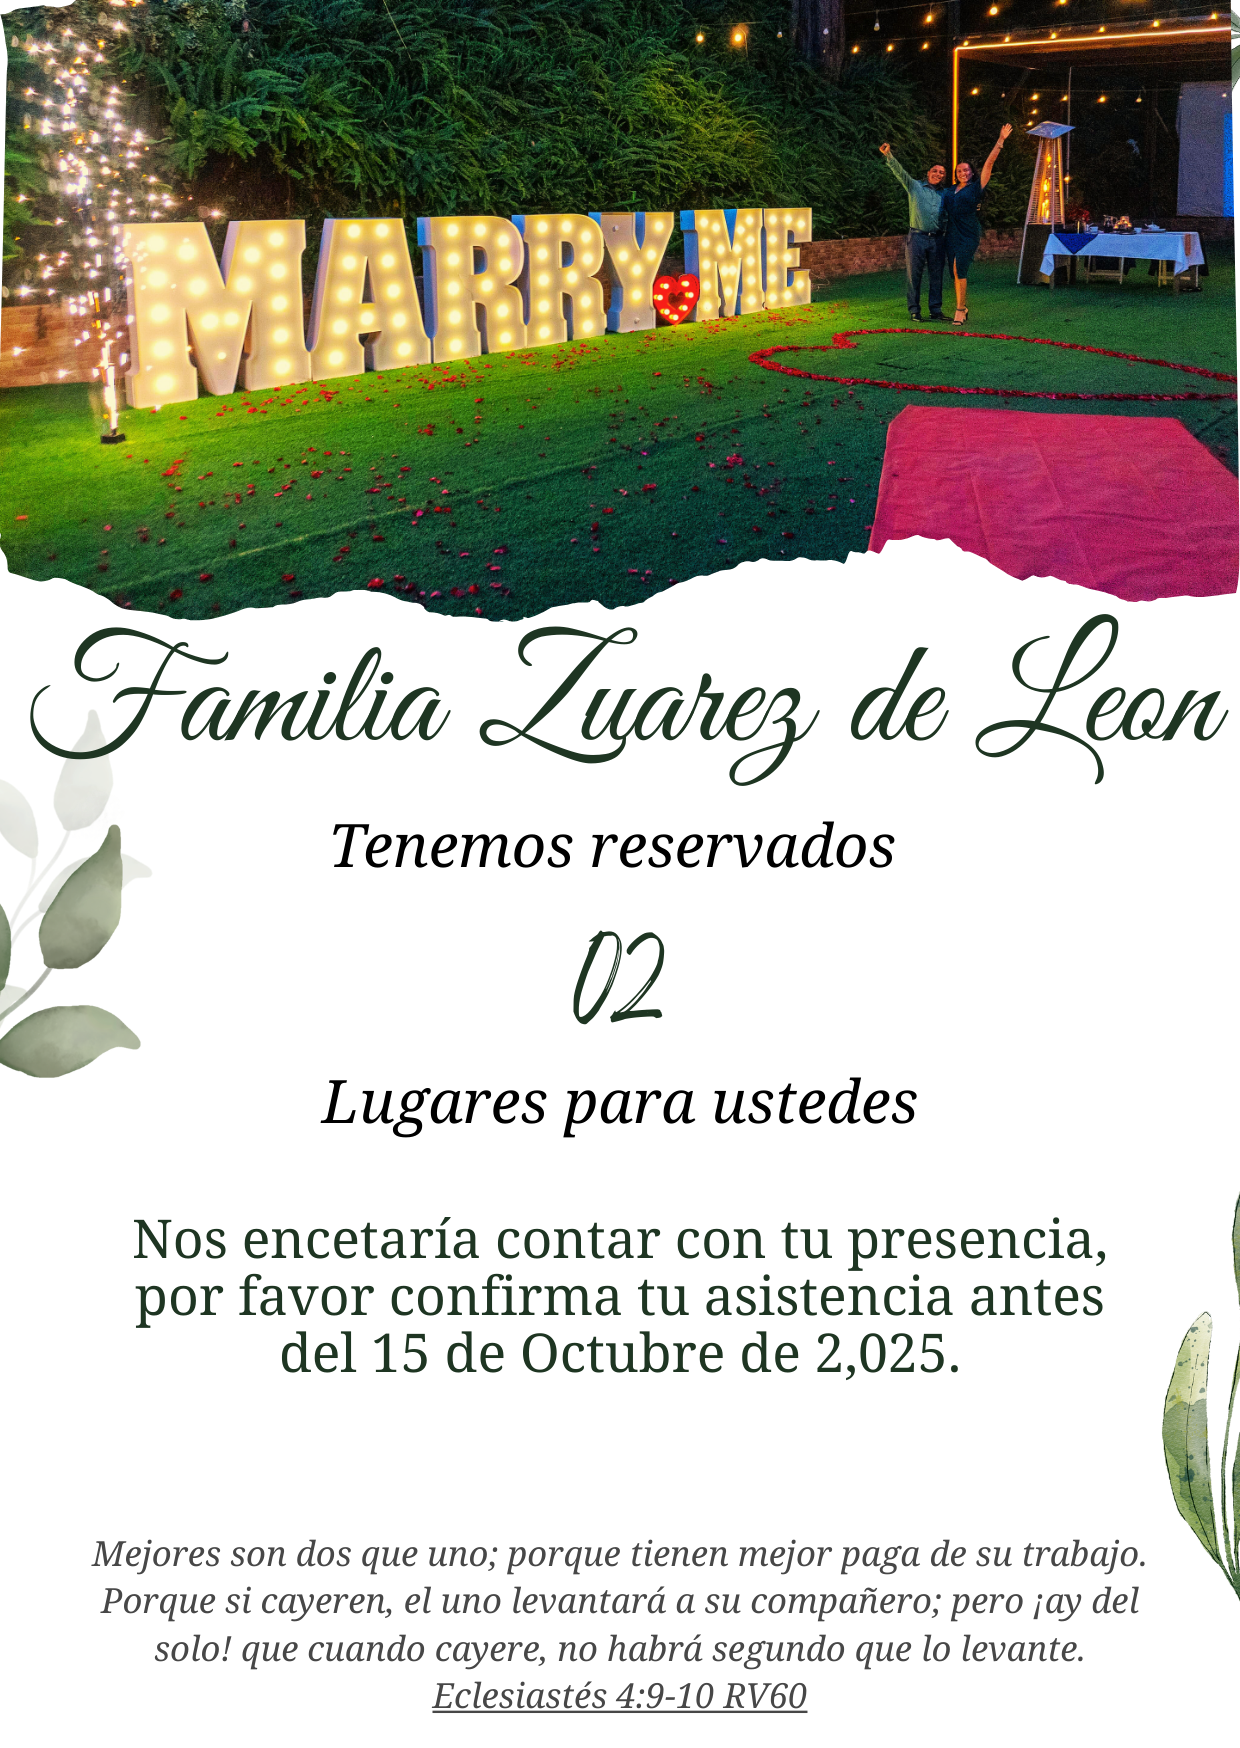 MARRY ME
Familia Zuarez de Leon
Tenemos reservados
02
Lugares para ustedes
Nos encetaría contar con tu presencia,
por favor confirma tu asistencia antes
del 15 de Octubre de 2,025.
Mejores son dos que uno; porque tienen mejor paga de su trabajo.
Porque si cayeren, el uno levantará a su compañero; pero ¡ay del
solo! que cuando cayere, no habrá segundo que lo levante.
Eclesiastés 4:9-10 RV60